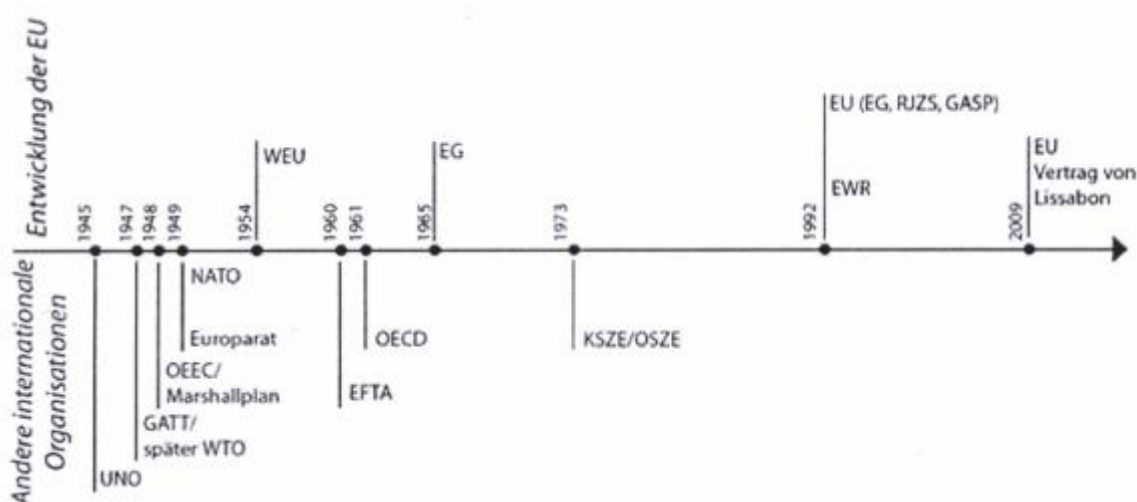 Entwicklung der EU
Andere internationale
Organisationen
1945
1947
1948
1949
1954
1960
1961
1965
1973
1992
2009
WEU
EG
EU (EG, RJZS, GASP)
EWR
EU
Vertrag von
Lissabon
NATO
Europarat
OEEC/
Marshallplan
GATT/
später WTO
UNO
OECD
EFTA
KSZE/OSZE